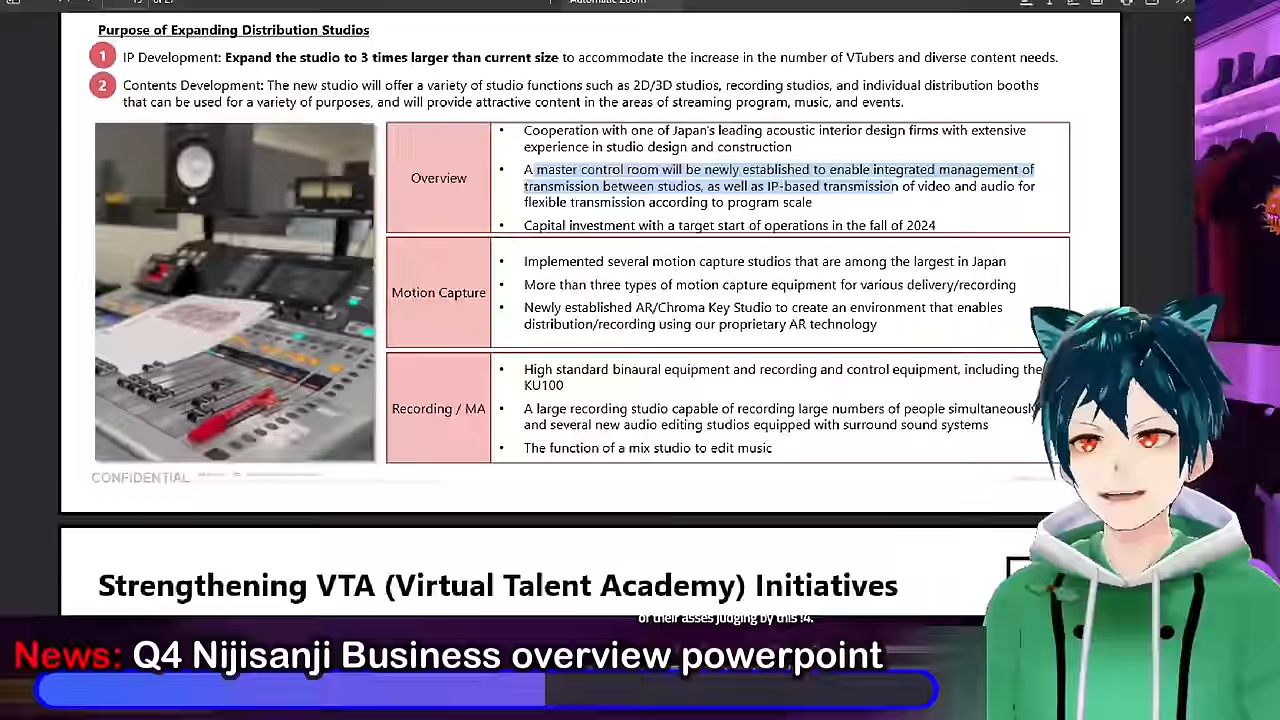 Automatic Zoom
Purpose of Expanding Distribution Studios
1 IP Development: Expand the studio to 3 times larger than current size to accommodate the increase in the number of VTubers and diverse content needs.
2 Contents Development: The new studio will offer a variety of studio functions such as 2D/3D studios, recording studios, and individual distribution booths
that can be used for a variety of purposes, and will provide attractive content in the areas of streaming program, music, and events.
Overview
• Cooperation with one of Japan's leading acoustic interior design firms with extensive
experience in studio design and construction
• A master control room will be newly established to enable integrated management of
transmission between studios, as well as IP-based transmission of video and audio for
flexible transmission according to program scale
• Capital investment with a target start of operations in the fall of 2024
Motion Capture
• Implemented several motion capture studios that are among the largest in Japan
• More than three types of motion capture equipment for various delivery/recording
• Newly established AR/Chroma Key Studio to create an environment that enables
distribution/recording using our proprietary AR technology
Recording / MA
• High standard binaural equipment and recording and control equipment, including the
KU100
• A large recording studio capable of recording large numbers of people simultaneously
and several new audio editing studios equipped with surround sound systems
• The function of a mix studio to edit music
CONFIDENTIAL
Strengthening VTA (Virtual Talent Academy) Initiatives
of their asses judging by this !4.
News: Q4 Nijisanji Business overview powerpoint